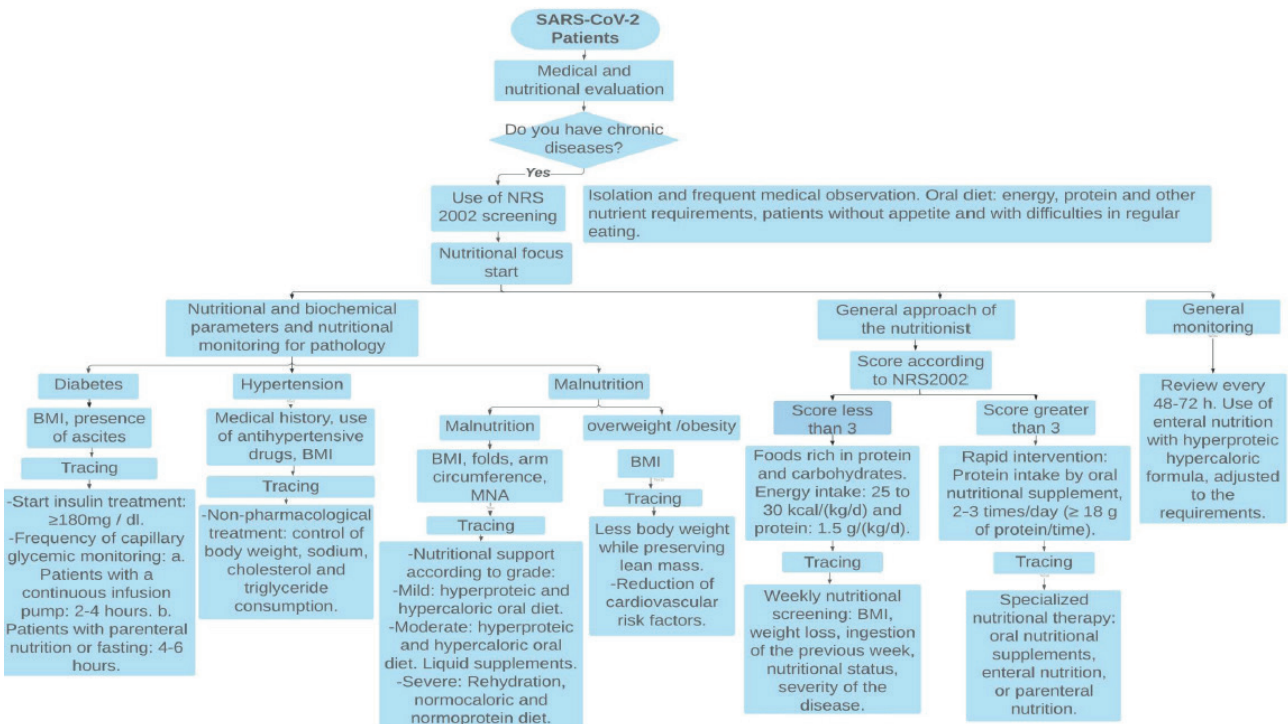 SARS-CoV-2
Patients
Medical and
nutritional evaluation
Do you have chronic
diseases?
Yes
Use of NRS
2002 screening
Isolation and frequent medical observation. Oral diet: energy, protein and other
nutrient requirements, patients without appetite and with difficulties in regular
eating.
Nutritional focus
start
Nutritional and biochemical
parameters and nutritional
monitoring for pathology
General approach of
the nutritionist
General
monitoring
Score according
to NRS2002
Diabetes
Hypertension
Malnutrition
BMI, presence
of ascites
Tracing
-Start insulin treatment:
≥180mg / dl.
-Frequency of capillary
glycemic monitoring: a.
Patients with a
continuous infusion
pump: 2-4 hours. b.
Patients with parenteral
nutrition or fasting: 4-6
hours.
Medical history, use
of antihypertensive
drugs, BMI
Tracing
-Non-pharmacological
treatment: control of
body weight, sodium,
cholesterol and
triglyceride
consumption.
Malnutrition
BMI, folds, arm
circumference,
MNA
Tracing
-Nutritional support
according to grade:
-Mild: hyperproteic and
hypercaloric oral diet.
-Moderate: hyperproteic
and hypercaloric oral
diet. Liquid supplements.
-Severe: Rehydration,
normocaloric and
normoprotein diet.
overweight /obesity
BMI
Tracing
Less body weight
while preserving
lean mass.
-Reduction of
cardiovascular
risk factors.
Score less
than 3
Foods rich in protein
and carbohydrates.
Energy intake: 25 to
30 kcal/(kg/d) and
protein: 1.5 g/(kg/d).
Tracing
Weekly nutritional
screening: BMI,
weight loss, ingestion
of the previous week,
nutritional status,
severity of the
disease.
Score greater
than 3
Rapid intervention:
Protein intake by oral
nutritional supplement,
2–3 times/day (≥ 18 g
of protein/time).
Tracing
Specialized
nutritional therapy:
oral nutritional
supplements,
enteral nutrition,
or parenteral
nutrition.
Review every
48-72 h. Use of
enteral nutrition
with hyperproteic
hypercaloric
formula, adjusted
to the
requirements.